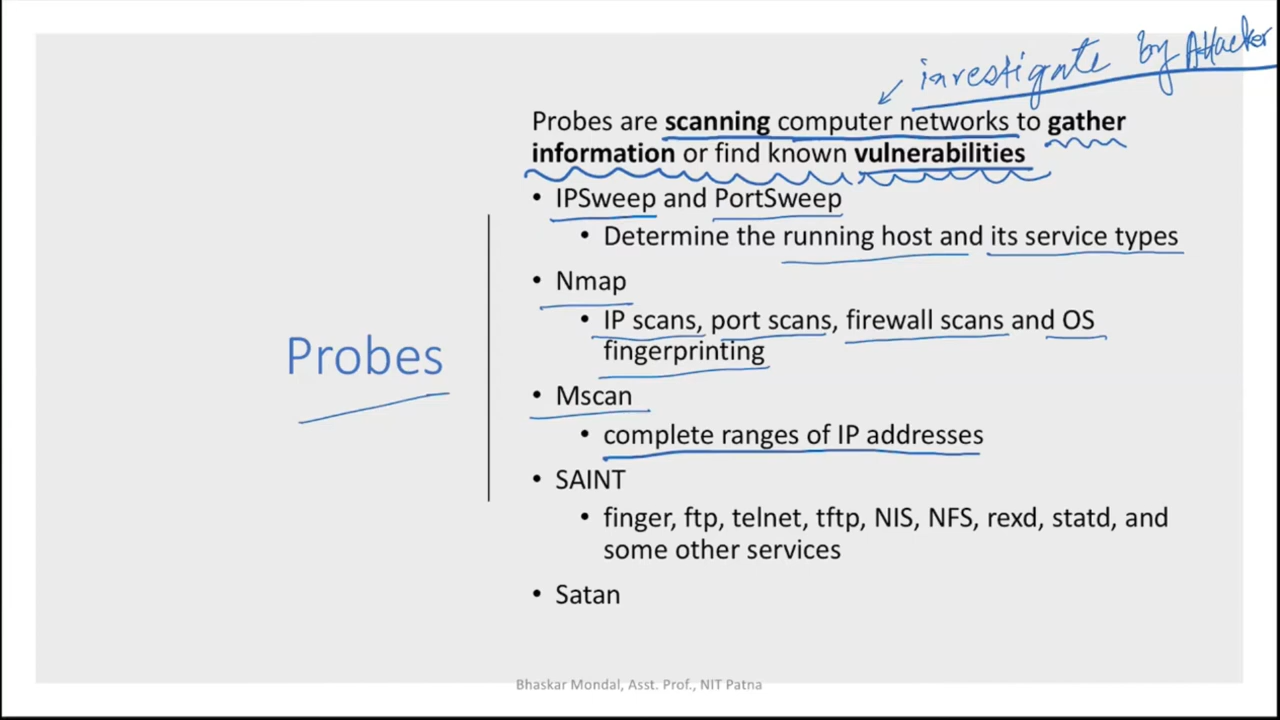 investigate by Attacker
Probes are scanning computer networks to gather
information or find known vulnerabilities
• IPSweep and PortSweep
• Determine the running host and its service types
• Nmap
• IP scans, port scans, firewall scans and OS
fingerprinting
Probes
• Mscan
• complete ranges of IP addresses
• SAINT
• finger, ftp, telnet, tftp, NIS, NFS, rexd, statd, and
some other services
• Satan
Bhaskar Mondal, Asst. Prof., NIT Patna